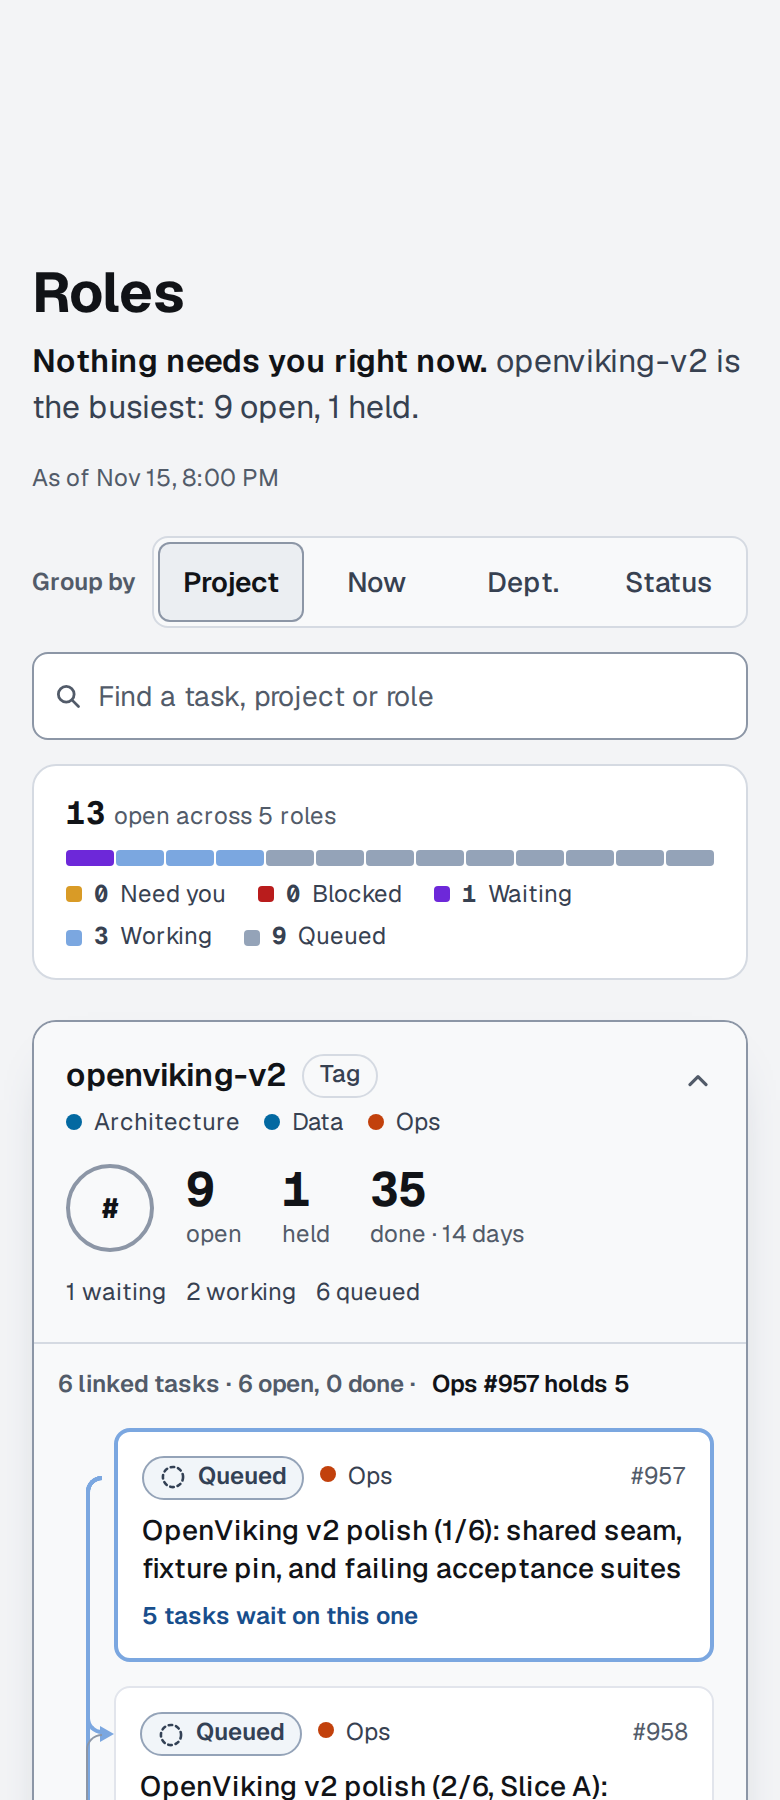 Roles
Nothing needs you right now. openviking-v2 is
the busiest: 9 open, 1 held.
As of Nov 15, 8:00 PM
Group by Project Now Dept. Status
Find a task, project or role
13 open across 5 roles
0 Need you 0 Blocked 1 Waiting
3 Working 9 Queued
openviking-v2 Tag
Architecture Data Ops
# 9 1 35
open held done · 14 days
1 waiting 2 working 6 queued
6 linked tasks · 6 open, 0 done · Ops #957 holds 5
Queued Ops #957
OpenViking v2 polish (1/6): shared seam,
fixture pin, and failing acceptance suites
5 tasks wait on this one
Queued Ops #958
OpenViking v2 polish (2/6, Slice A):